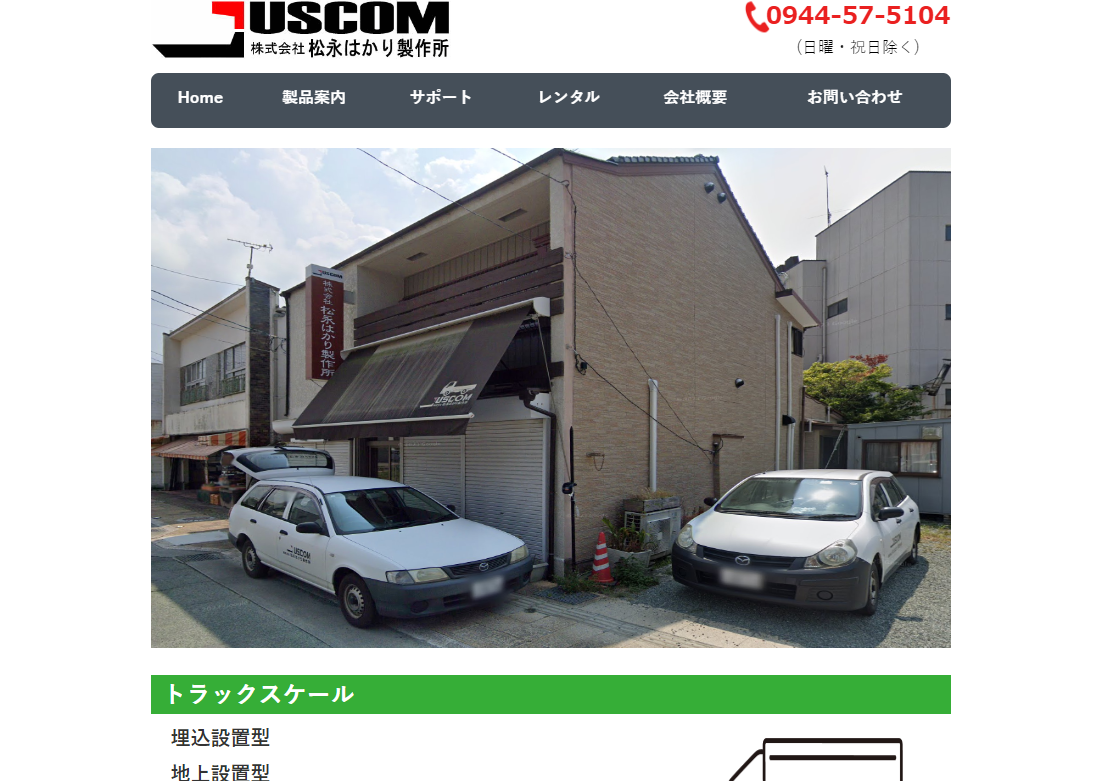 USCOM
株式会社 松永はかり製作所
0944-57-5104
（日曜・祝日除く）
Home 製品案内 サポート レンタル 会社概要 お問い合わせ
USCOM
株式会社 松永はかり製作所
USCOM
USCOM
トラックスケール
埋込設置型
地上設置型